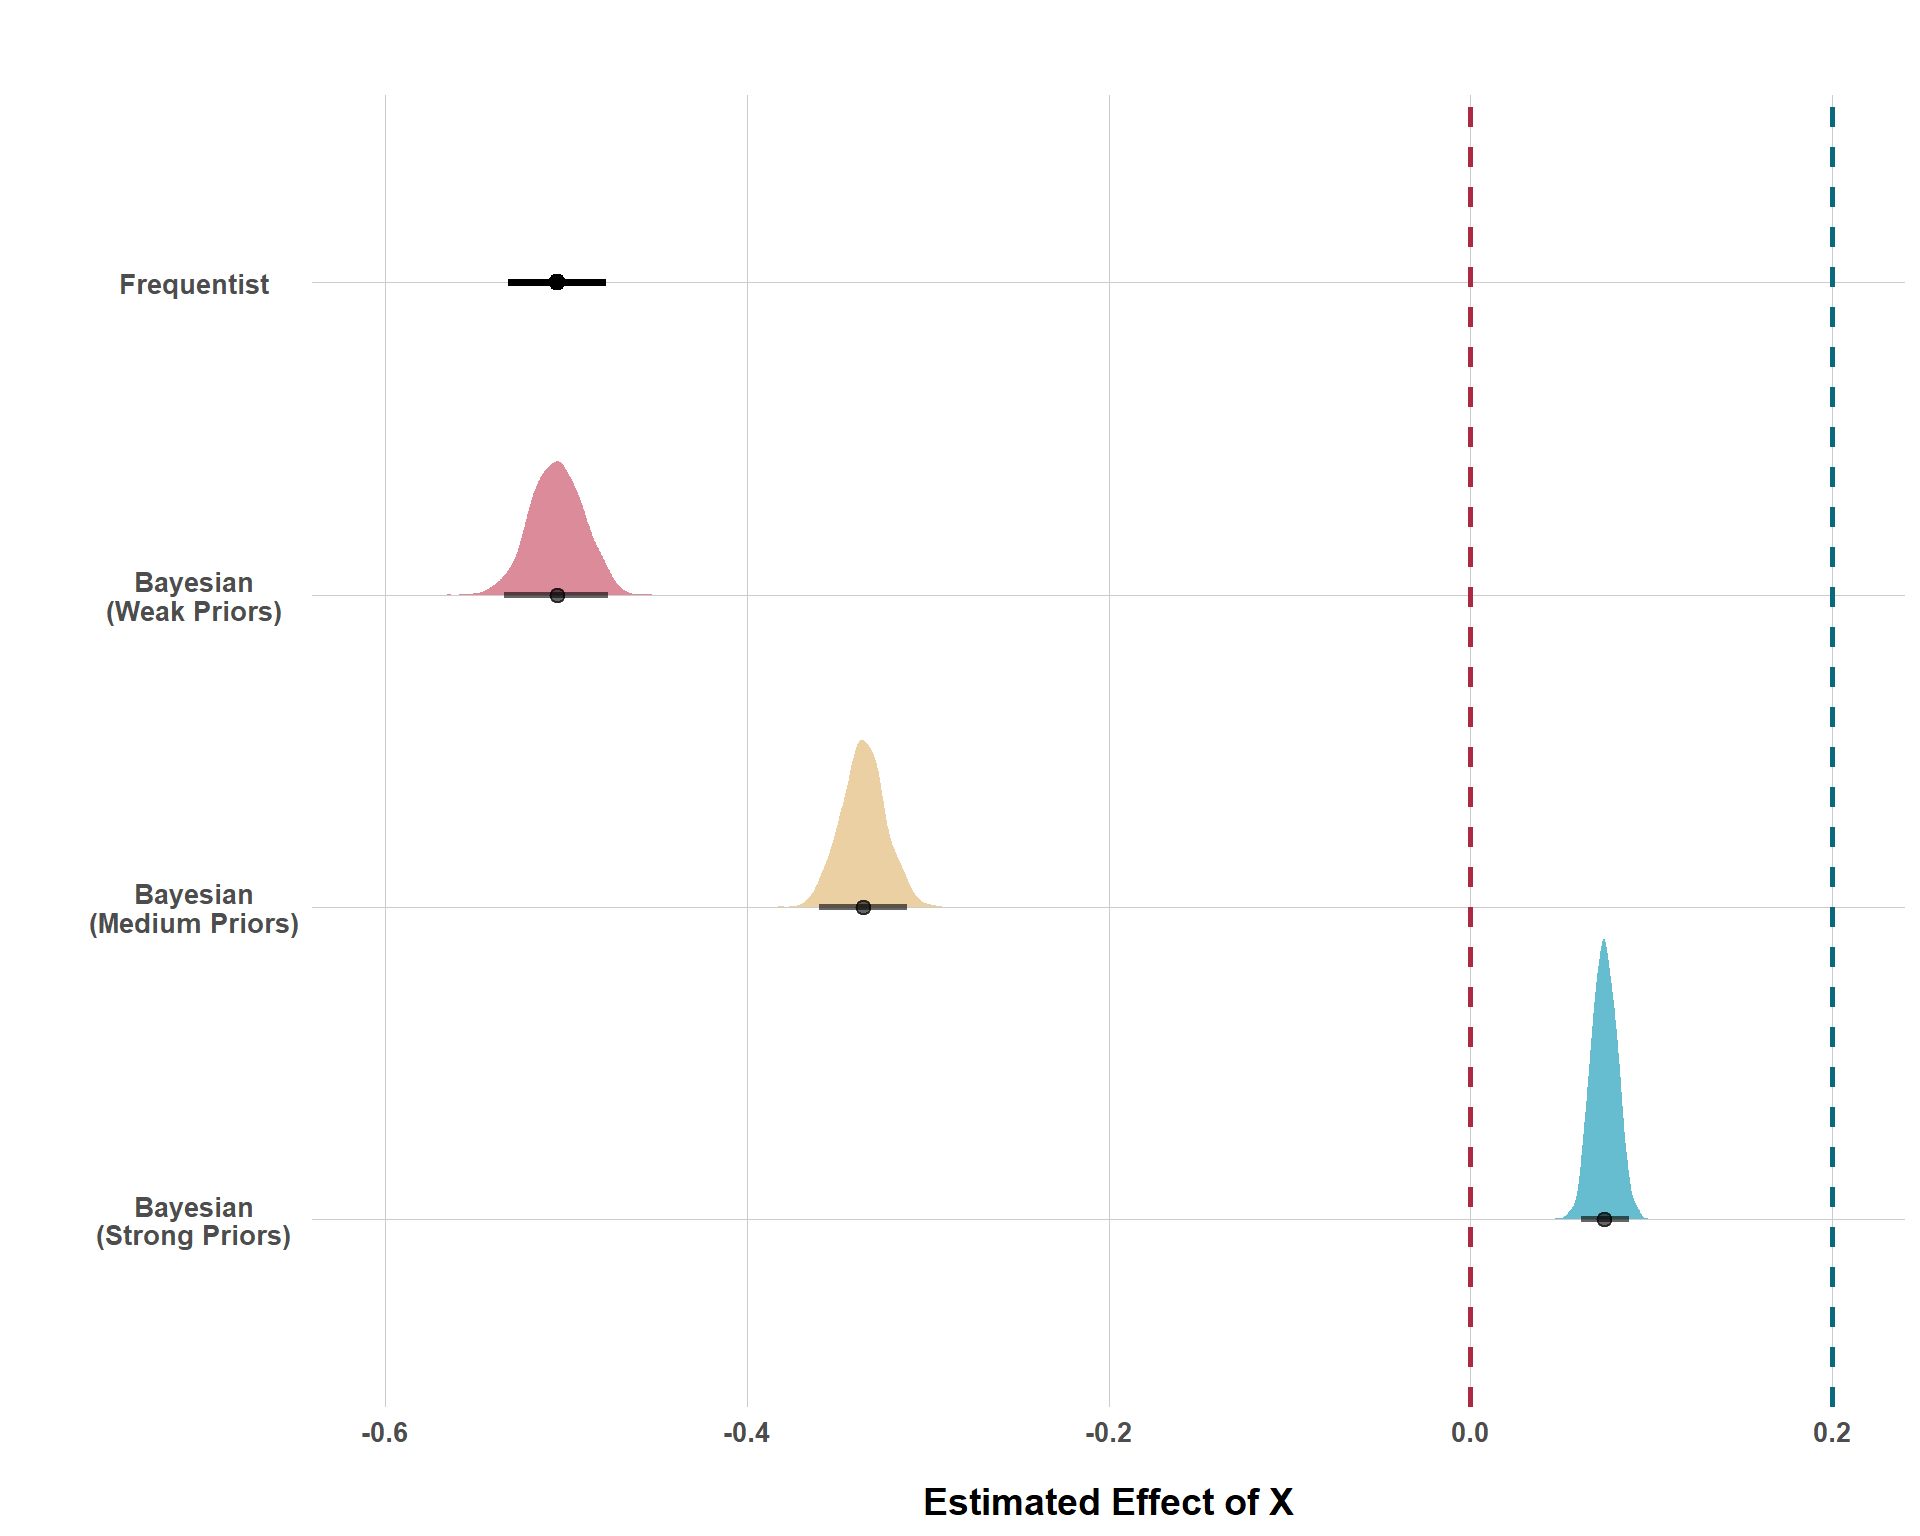 Frequentist
Bayesian
(Weak Priors)
Bayesian
(Medium Priors)
Bayesian
(Strong Priors)
-0.6
-0.4
-0.2
0.0
0.2
Estimated Effect of X